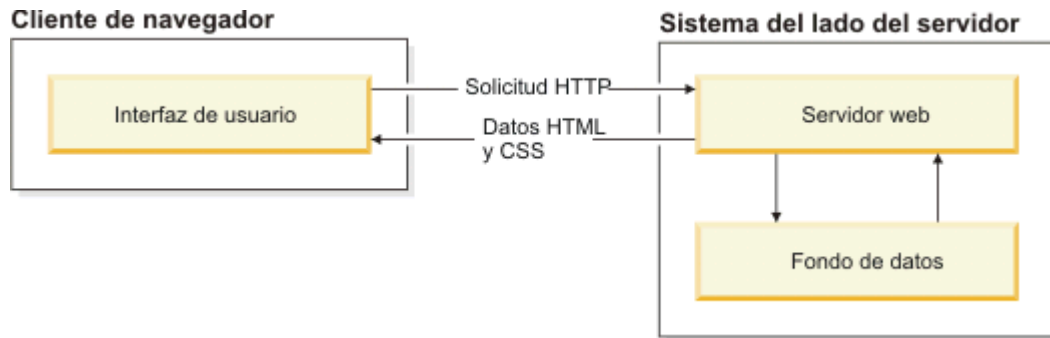 Cliente de navegador
Sistema del lado del servidor
Interfaz de usuario
Solicitud HTTP
Servidor web
Datos HTML
y CSS
Fondo de datos